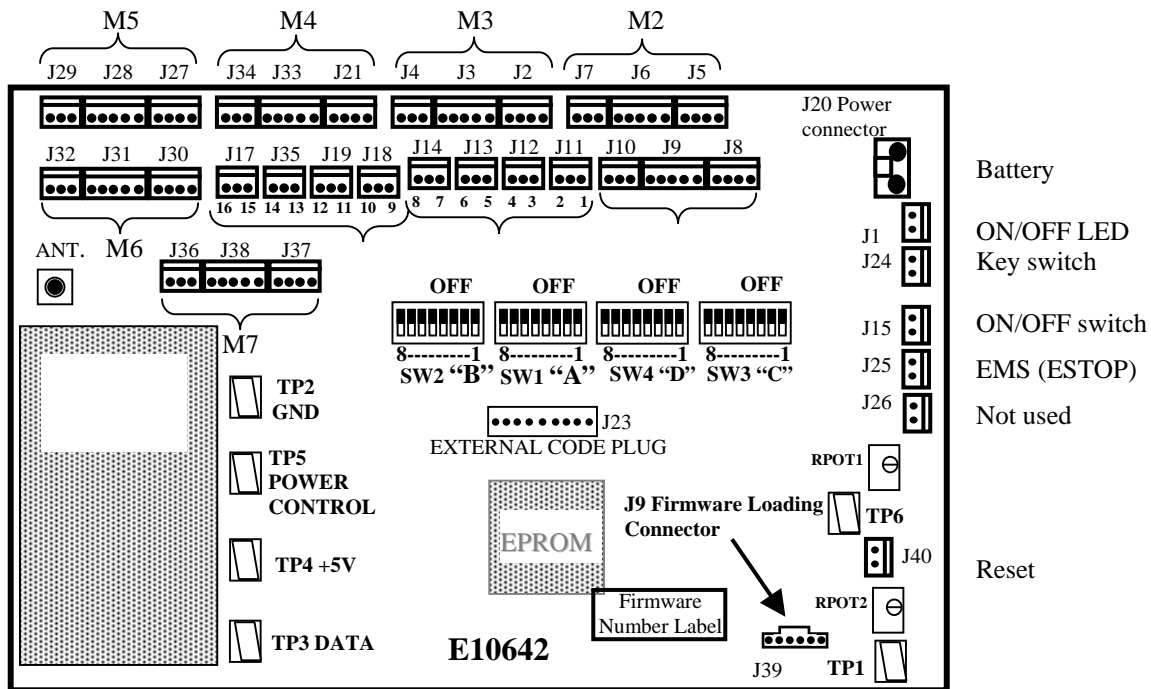 M5 M4 M3 M2
J29 J28 J27 J34 J33 J21 J4 J3 J2 J7 J6 J5
J20 Power
connector
J32 J31 J30 J17 J35 J19 J18 J14 J13 J12 J11 J10 J9 J8
Battery
16 15 14 13 12 11 10 9 8 7 6 5 4 3 2 1
J1 ON/OFF LED
ANT. M6 J36 J38 J37
J24 Key switch
OFF OFF OFF OFF
J15 ON/OFF switch
M7
8---------1 8---------1 8---------1 8---------1
SW2 “B” SW1 “A” SW4 “D” SW3 “C”
J25 EMS (ESTOP)
TP2
GND
J26 Not used
J23
EXTERNAL CODE PLUG
TP5
POWER
CONTROL
RPOT1
J9 Firmware Loading
Connector
TP6
EPROM
J40
TP4 +5V
Reset
Firmware
Number Label
RPOT2
TP3 DATA
E10642
J39
TP1